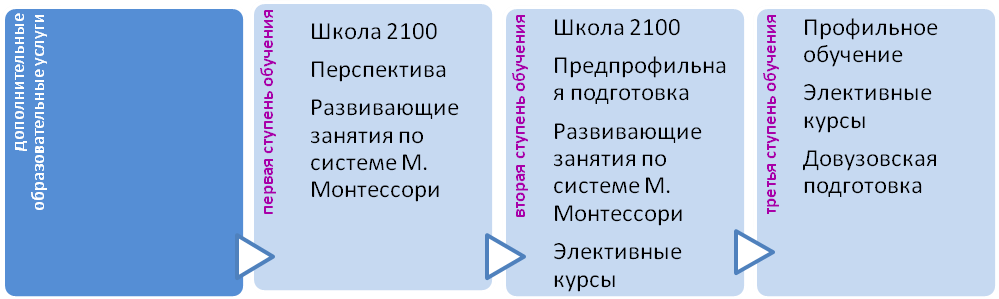 дополнительные
образовательные услуги
первая ступень обучения
Школа 2100
Перспектива
Развивающие
занятия по
системе М.
Монтессори
вторая ступень обучения
Школа 2100
Предпрофильна
я подготовка
Развивающие
занятия по
системе М.
Монтессори
Элективные
курсы
третья ступень обучения
Профильное
обучение
Элективные
курсы
Довузовская
подготовка